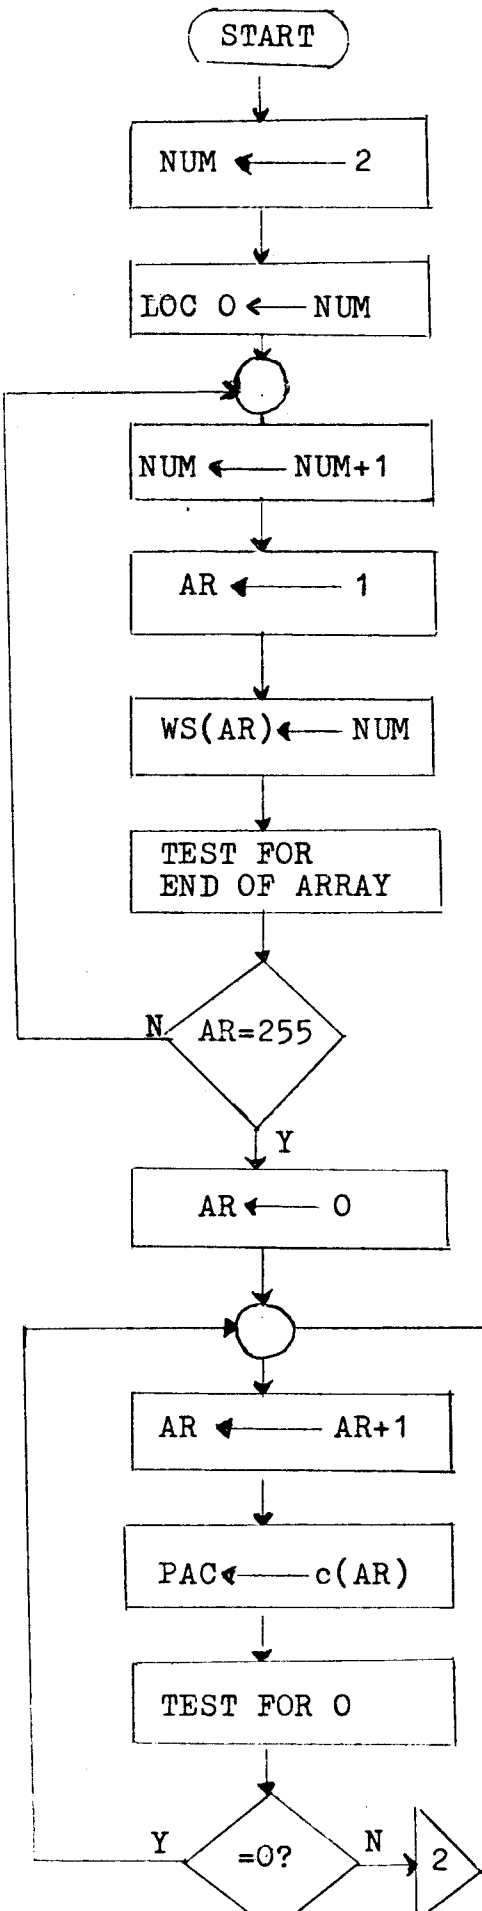 START
NUM ← 2
LOC 0 ← NUM
NUM ← NUM+1
AR ← 1
WS(AR) ← NUM
TEST FOR
END OF ARRAY
N
AR=255
Y
AR ← 0
AR ← AR+1
PAC ← c(AR)
TEST FOR 0
Y
=0?
N
2